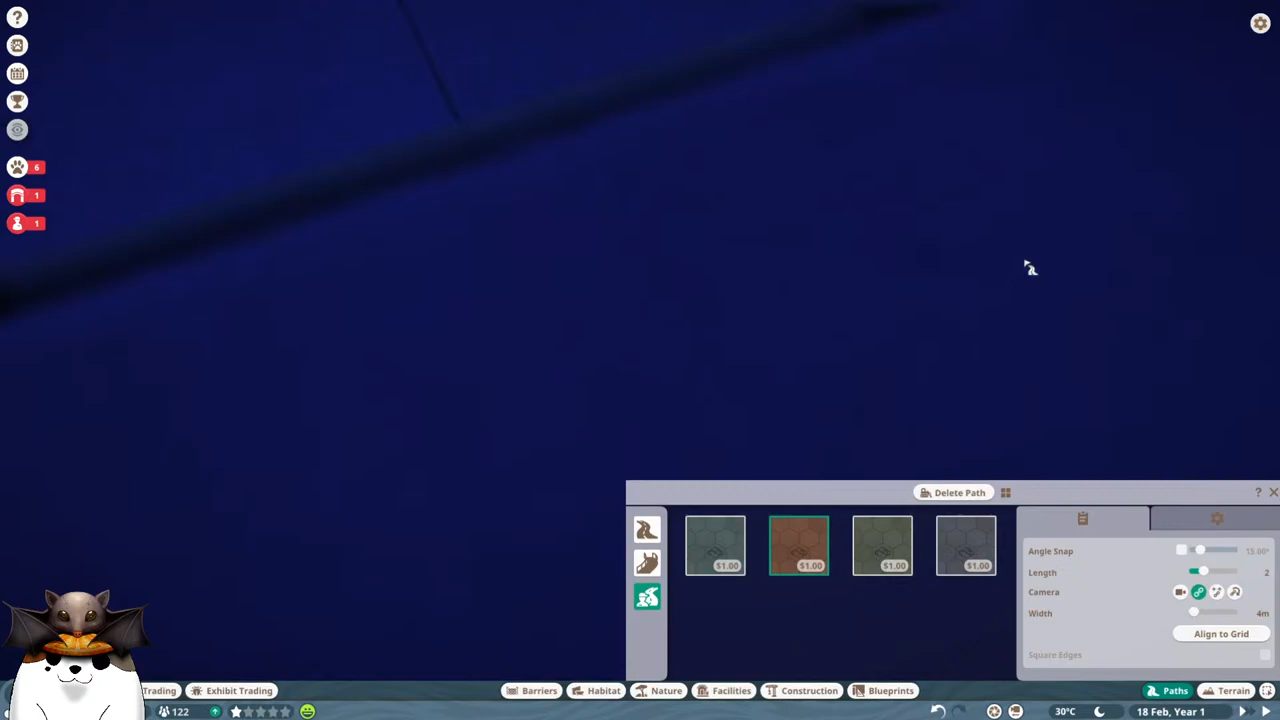 ?
6
1
1
Delete Path
?
$1.00
$1.00
$1.00
$1.00
Angle Snap
15.00°
Length
2
Camera
Width
4m
Align to Grid
Square Edges
Trading
Exhibit Trading
Barriers
Habitat
Nature
Facilities
Construction
Blueprints
Paths
Terrain
122
30°C
18 Feb, Year 1